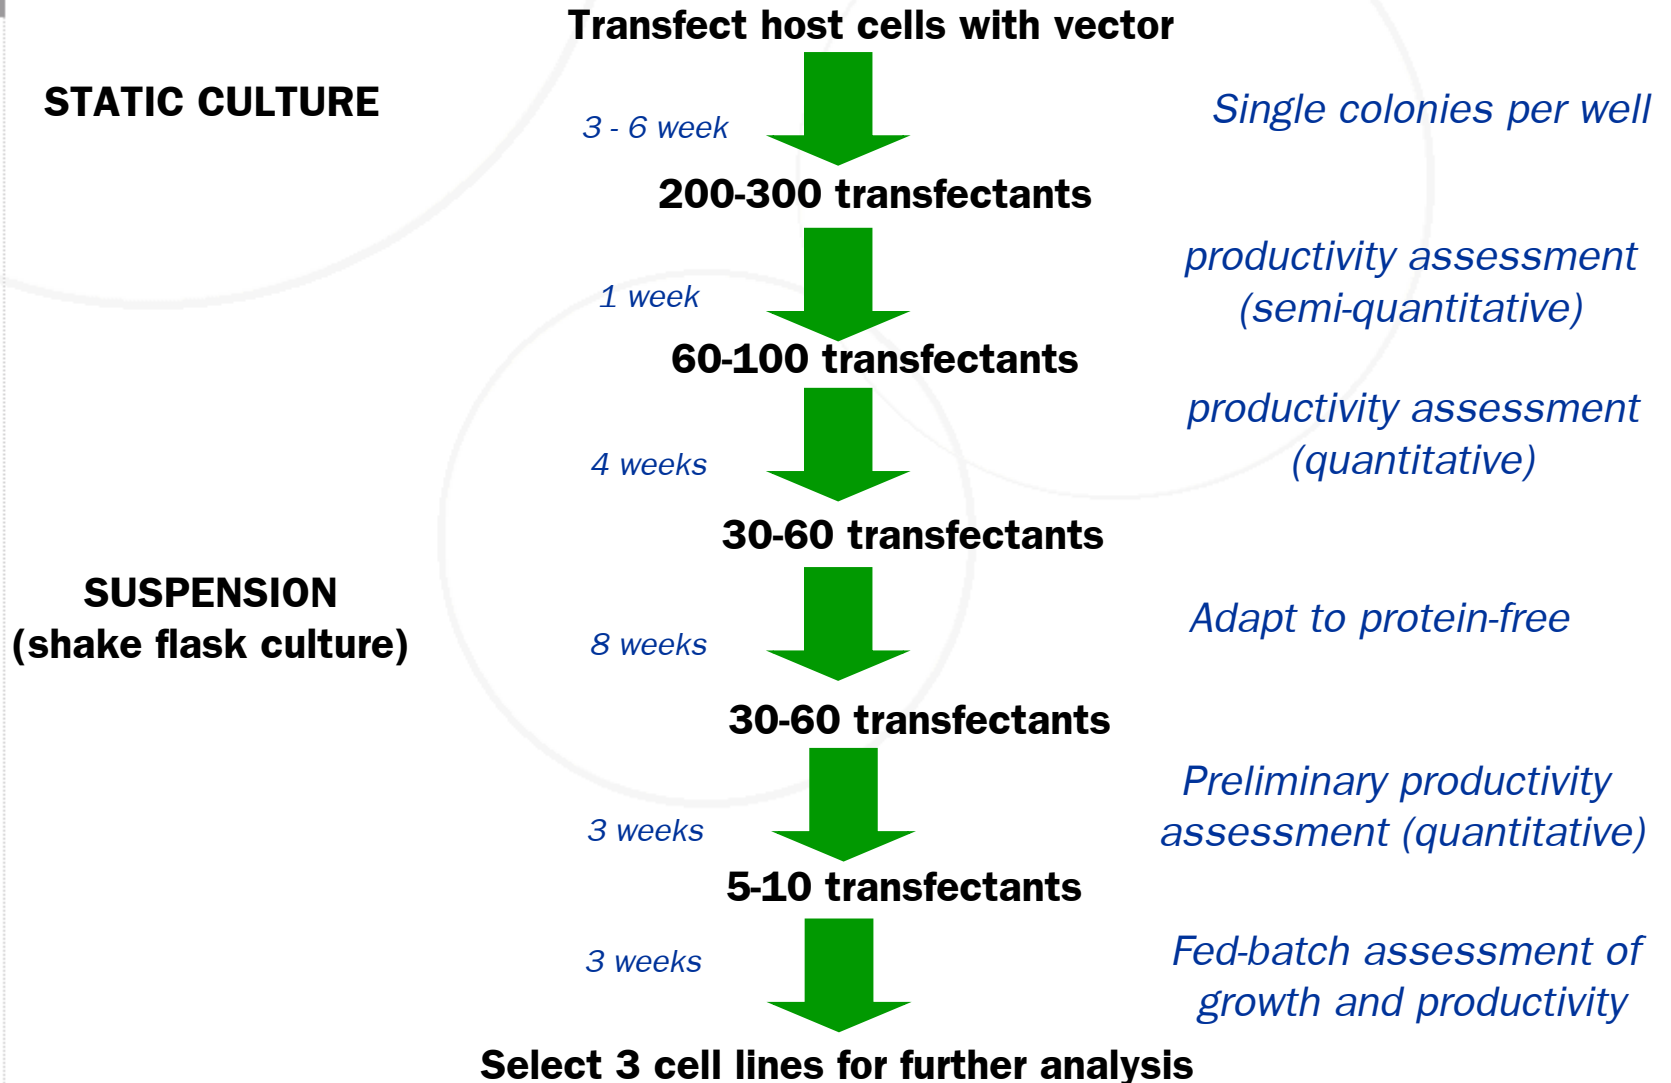 Transfect host cells with vector
STATIC CULTURE
3 - 6 week
Single colonies per well
200-300 transfectants
1 week
productivity assessment
(semi-quantitative)
60-100 transfectants
4 weeks
productivity assessment
(quantitative)
30-60 transfectants
SUSPENSION
(shake flask culture)
8 weeks
Adapt to protein-free
30-60 transfectants
3 weeks
Preliminary productivity
assessment (quantitative)
5-10 transfectants
3 weeks
Fed-batch assessment of
growth and productivity
Select 3 cell lines for further analysis